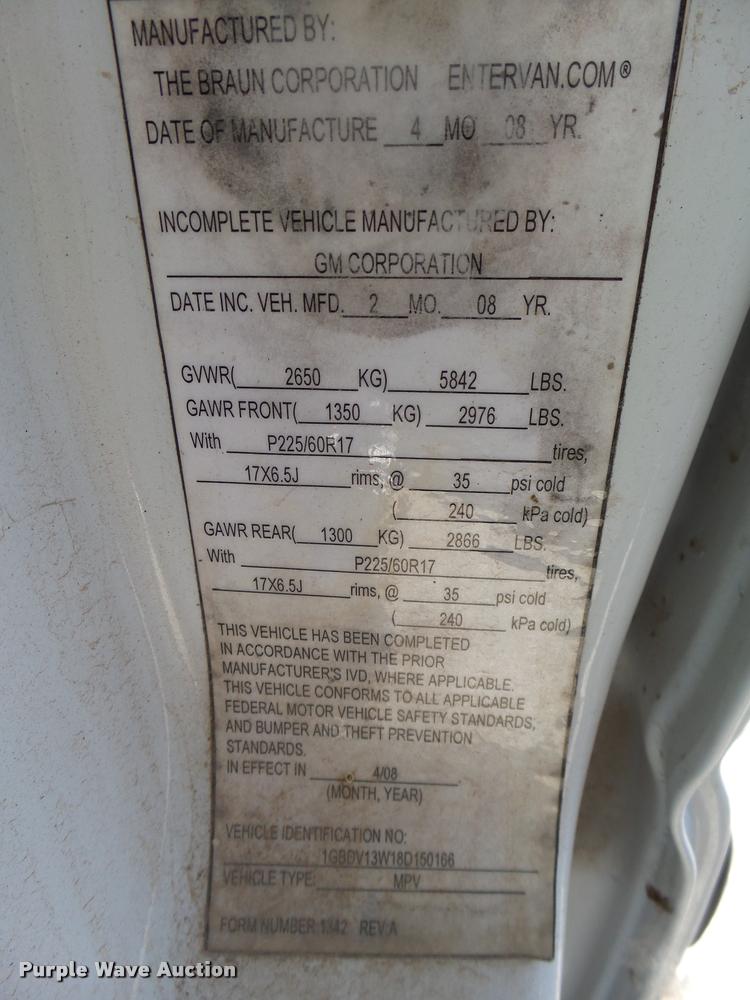 MANUFACTURED BY:
THE BRAUN CORPORATION ENTERVAN.COM®
DATE OF MANUFACTURE 4 MO 08 YR.
INCOMPLETE VEHICLE MANUFACTURED BY:
GM CORPORATION
DATE INC. VEH. MFD. 2 MO. 08 YR.
GVWR( 2650 KG) 5842 LBS.
GAWR FRONT( 1350 KG) 2976 LBS.
With P225/60R17 tires,
17X6.5J rims, @ 35 psi cold
( 240 kPa cold)
GAWR REAR( 1300 KG) 2866 LBS.
With P225/60R17 tires,
17X6.5J rims, @ 35 psi cold
( 240 kPa cold)
THIS VEHICLE HAS BEEN COMPLETED
IN ACCORDANCE WITH THE PRIOR
MANUFACTURER'S IVD, WHERE APPLICABLE.
THIS VEHICLE CONFORMS TO ALL APPLICABLE
FEDERAL MOTOR VEHICLE SAFETY STANDARDS,
AND BUMPER AND THEFT PREVENTION
STANDARDS.
IN EFFECT IN 4/08
(MONTH, YEAR)
VEHICLE IDENTIFICATION NO:
1GBDV13W18D150166
VEHICLE TYPE: MPV
FORM NUMBER:1342 REV:A
Purple Wave Auction